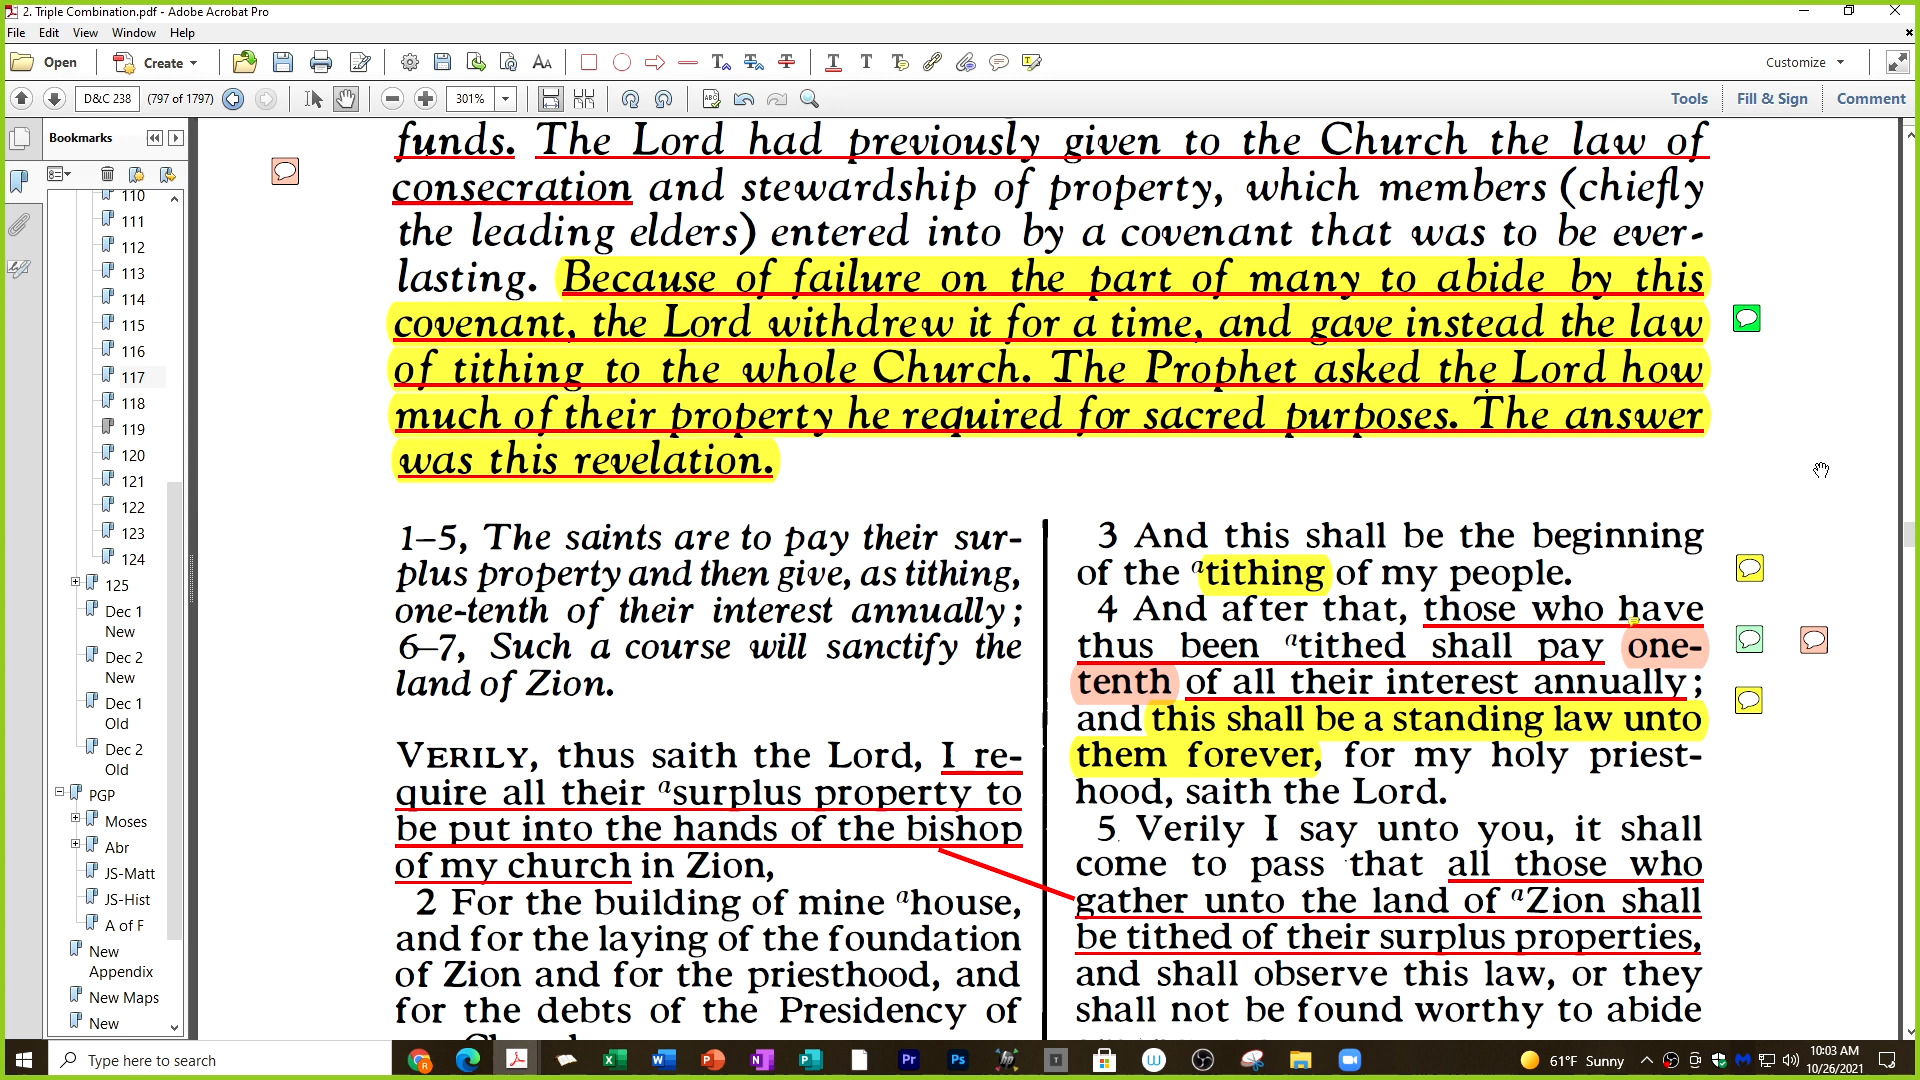 2. Triple Combination.pdf - Adobe Acrobat Pro
File Edit View Window Help
Open Create Customize
D&C 238 (797 of 1797) 301% Tools Fill & Sign Comment
Bookmarks
110
111
112
113
114
115
116
117
118
119
120
121
122
123
124
125
Dec 1
New
Dec 2
New
Dec 1
Old
Dec 2
Old
PGP
Moses
Abr
JS-Matt
JS-Hist
A of F
New
Appendix
New Maps
New
funds. The Lord had previously given to the Church the law of
consecration and stewardship of property, which members (chiefly
the leading elders) entered into by a covenant that was to be ever-
lasting. Because of failure on the part of many to abide by this
covenant, the Lord withdrew it for a time, and gave instead the law
of tithing to the whole Church. The Prophet asked the Lord how
much of their property he required for sacred purposes. The answer
was this revelation.
1–5, The saints are to pay their sur-
plus property and then give, as tithing,
one-tenth of their interest annually;
6–7, Such a course will sanctify the
land of Zion.
VERILY, thus saith the Lord, I re-
quire all their ᵃsurplus property to
be put into the hands of the bishop
of my church in Zion,
2 For the building of mine ᵃhouse,
and for the laying of the foundation
of Zion and for the priesthood, and
for the debts of the Presidency of
3 And this shall be the beginning
of the ᵃtithing of my people.
4 And after that, those who have
thus been ᵃtithed shall pay one-
tenth of all their interest annually;
and this shall be a standing law unto
them forever, for my holy priest-
hood, saith the Lord.
5 Verily I say unto you, it shall
come to pass that all those who
gather unto the land of ᵃZion shall
be tithed of their surplus properties,
and shall observe this law, or they
shall not be found worthy to abide
Type here to search
61°F Sunny
10:03 AM
10/26/2021